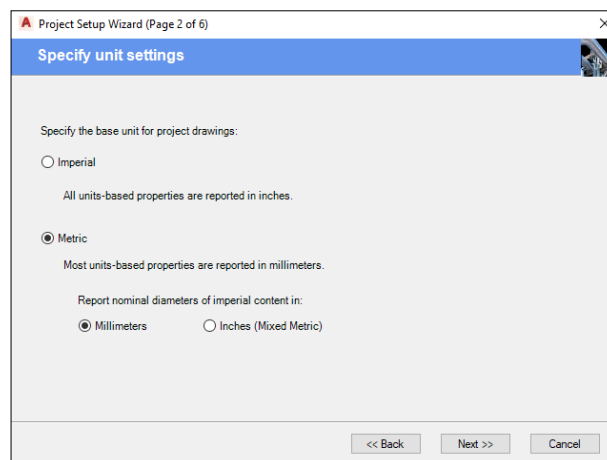 Project Setup Wizard (Page 2 of 6)
Specify unit settings
Specify the base unit for project drawings:
Imperial
All units-based properties are reported in inches.
Metric
Most units-based properties are reported in millimeters.
Report nominal diameters of imperial content in:
Millimeters Inches (Mixed Metric)
<< Back Next >> Cancel